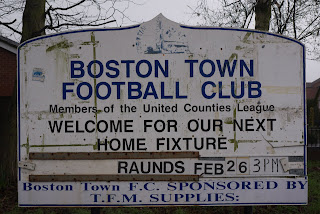 BOSTON TOWN
FOOTBALL CLUB
Members of the United Counties League
WELCOME FOR OUR NEXT
HOME FIXTURE
RAUNDS FEB 26 3PM
Boston Town F.C. SPONSORED BY
T.F.M. SUPPLIES: